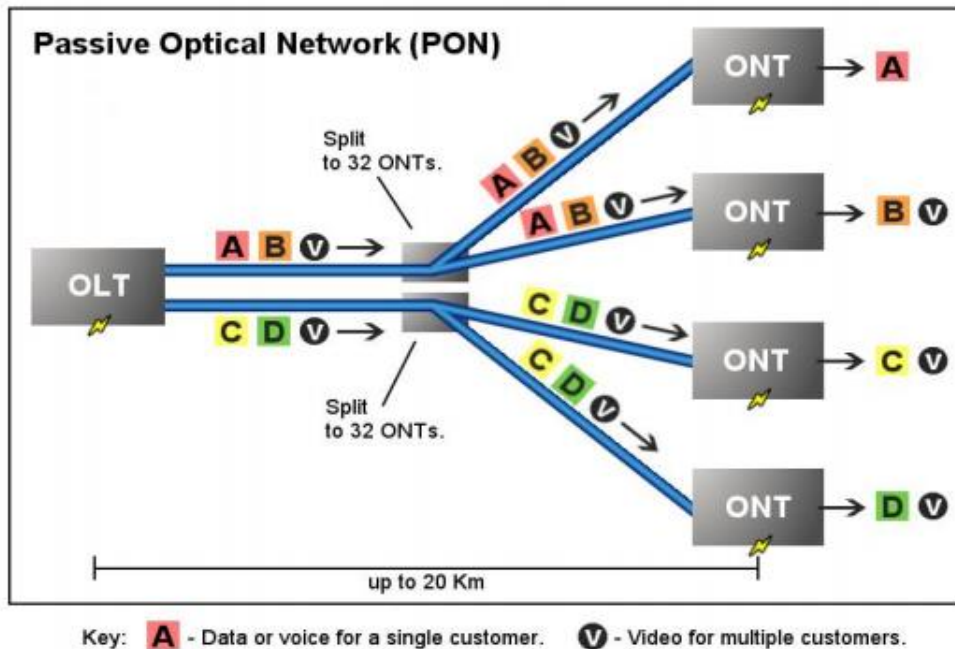 Passive Optical Network (PON)
ONT
A
Split
to 32 ONTs.
A B V
A B V
ONT
B V
A B V
OLT
C D V
C D V
ONT
C V
C D V
Split
to 32 ONTs.
ONT
D V
up to 20 Km
Key: A - Data or voice for a single customer. V - Video for multiple customers.